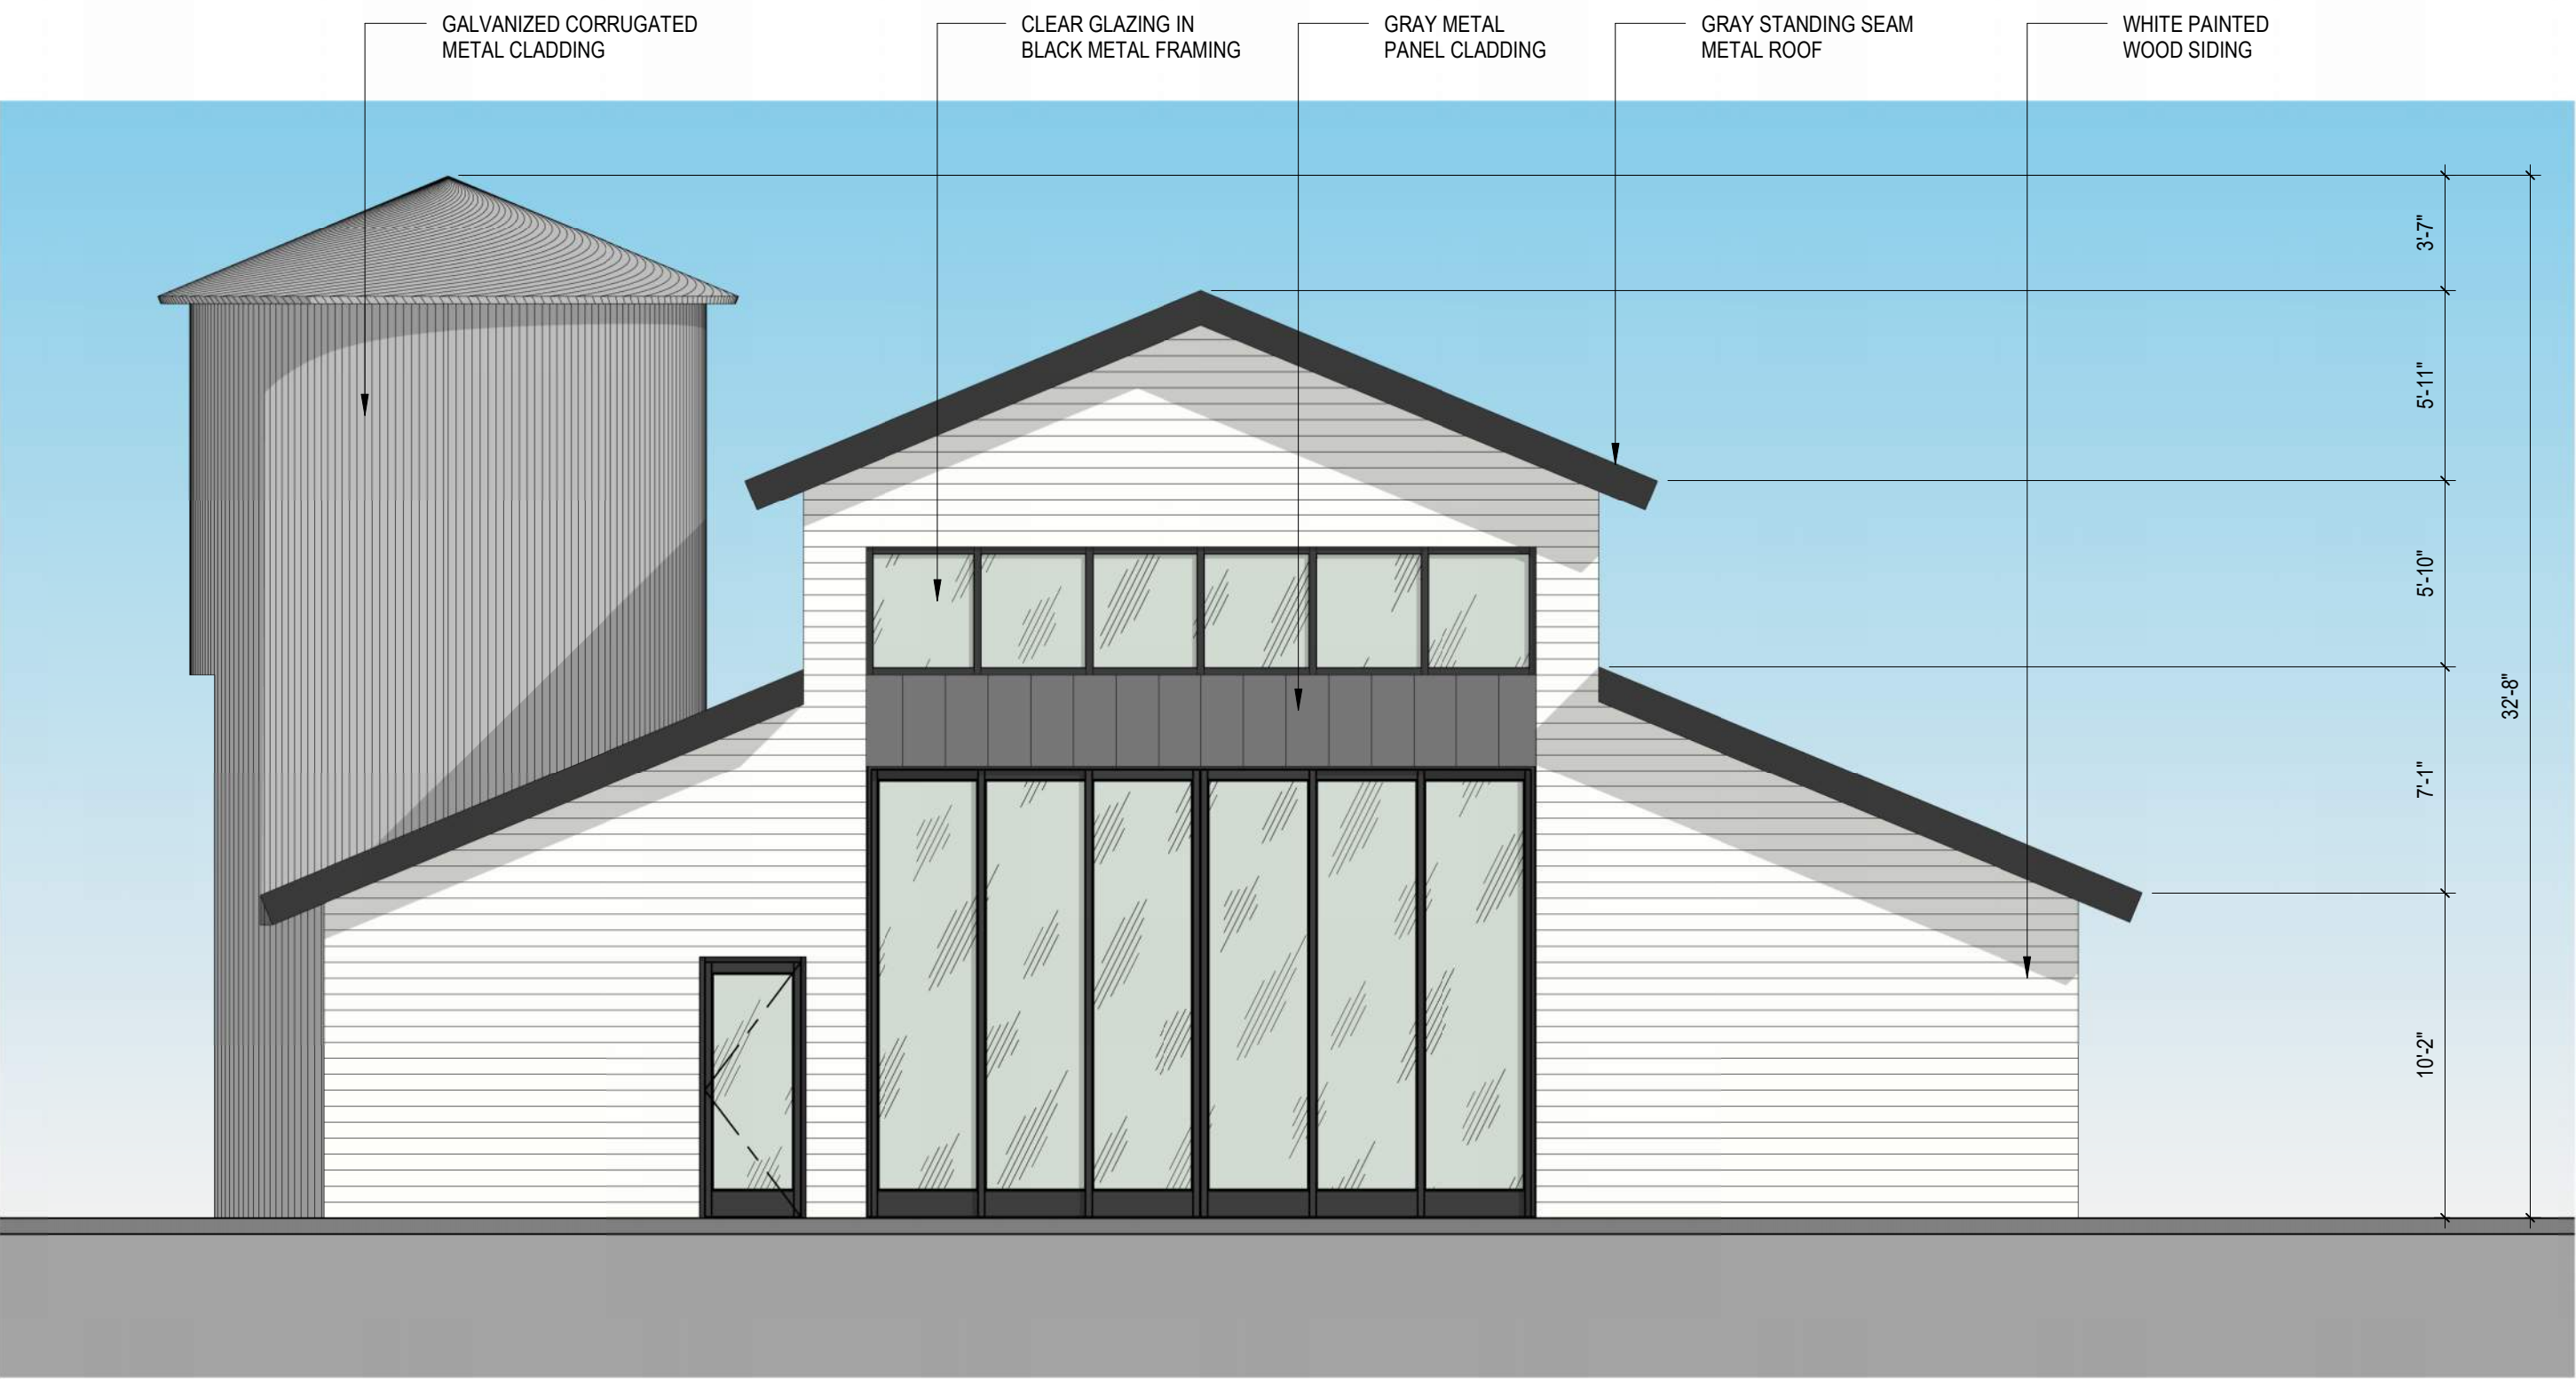 GALVANIZED CORRUGATED
METAL CLADDING
CLEAR GLAZING IN
BLACK METAL FRAMING
GRAY METAL
PANEL CLADDING
GRAY STANDING SEAM
METAL ROOF
WHITE PAINTED
WOOD SIDING
3'-7"
5'-11"
5'-10"
7'-1"
10'-2"
32'-8"